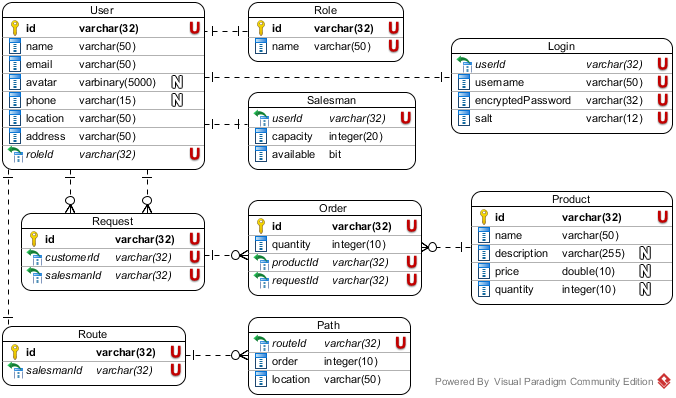 User
id varchar(32) U
name varchar(50)
email varchar(50)
avatar varbinary(5000) N
phone varchar(15) N
location varchar(50)
address varchar(50)
roleId varchar(32) U
Role
id varchar(32) U
name varchar(50) U
Login
userId varchar(32) U
username varchar(50) U
encryptedPassword varchar(32) U
salt varchar(12) U
Salesman
userId varchar(32) U
capacity integer(20)
available bit
Request
id varchar(32) U
customerId varchar(32) U
salesmanId varchar(32) U
Order
id varchar(32) U
quantity integer(10)
productId varchar(32) U
requestId varchar(32) U
Product
id varchar(32) U
name varchar(50)
description varchar(255) N
price double(10) N
quantity integer(10) N
Route
id varchar(32) U
salesmanId varchar(32) U
Path
routeId varchar(32) U
order integer(10)
location varchar(50)
Powered By Visual Paradigm Community Edition